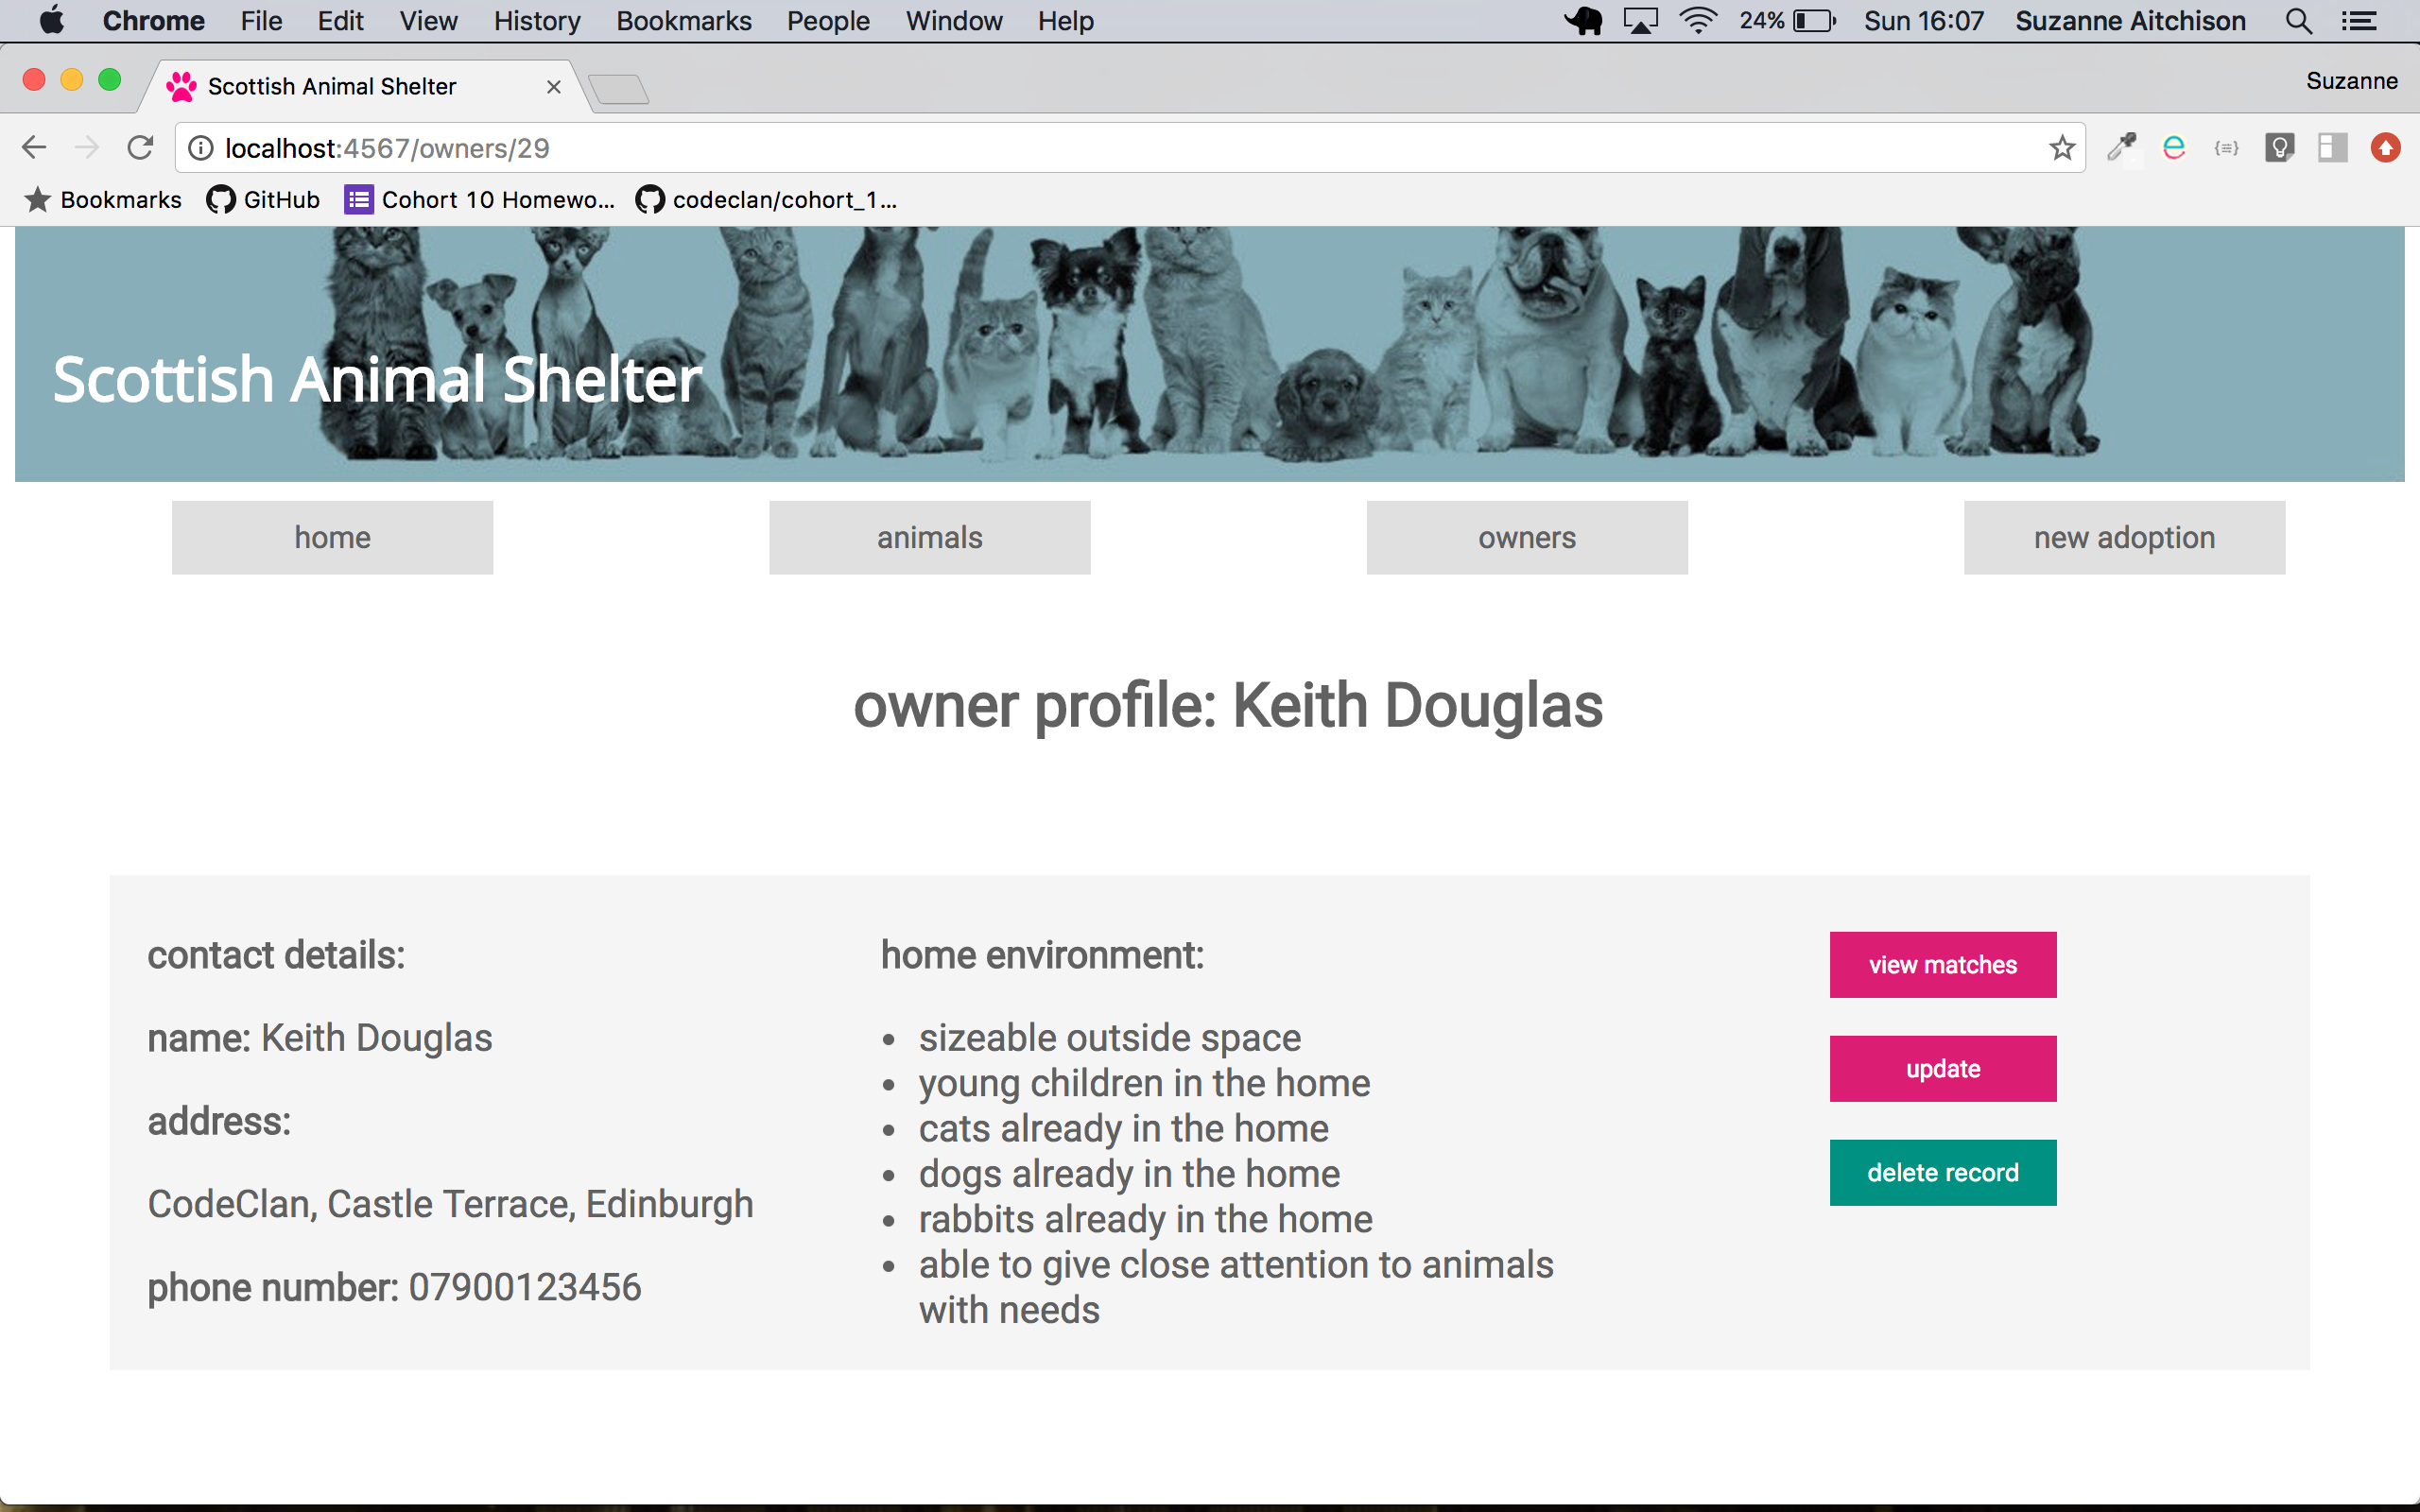 Chrome File Edit View History Bookmarks People Window Help 24% Sun 16:07 Suzanne Aitchison
Scottish Animal Shelter Suzanne
localhost:4567/owners/29
Bookmarks GitHub Cohort 10 Homewo... codeclan/cohort_1...
Scottish Animal Shelter
home animals owners new adoption
owner profile: Keith Douglas
contact details:
name: Keith Douglas
address:
CodeClan, Castle Terrace, Edinburgh
phone number: 07900123456
home environment:
• sizeable outside space
• young children in the home
• cats already in the home
• dogs already in the home
• rabbits already in the home
• able to give close attention to animals
with needs
view matches
update
delete record